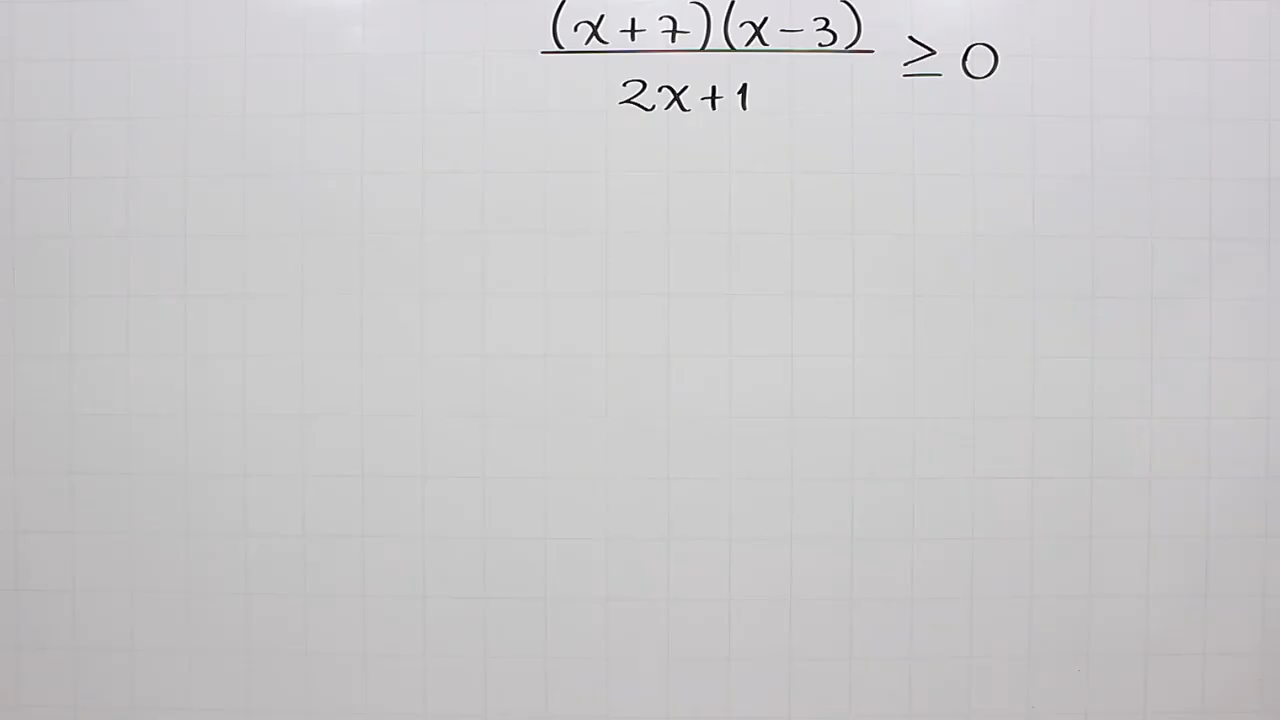 (x+7)(x-3)
≥ 0
2x+1